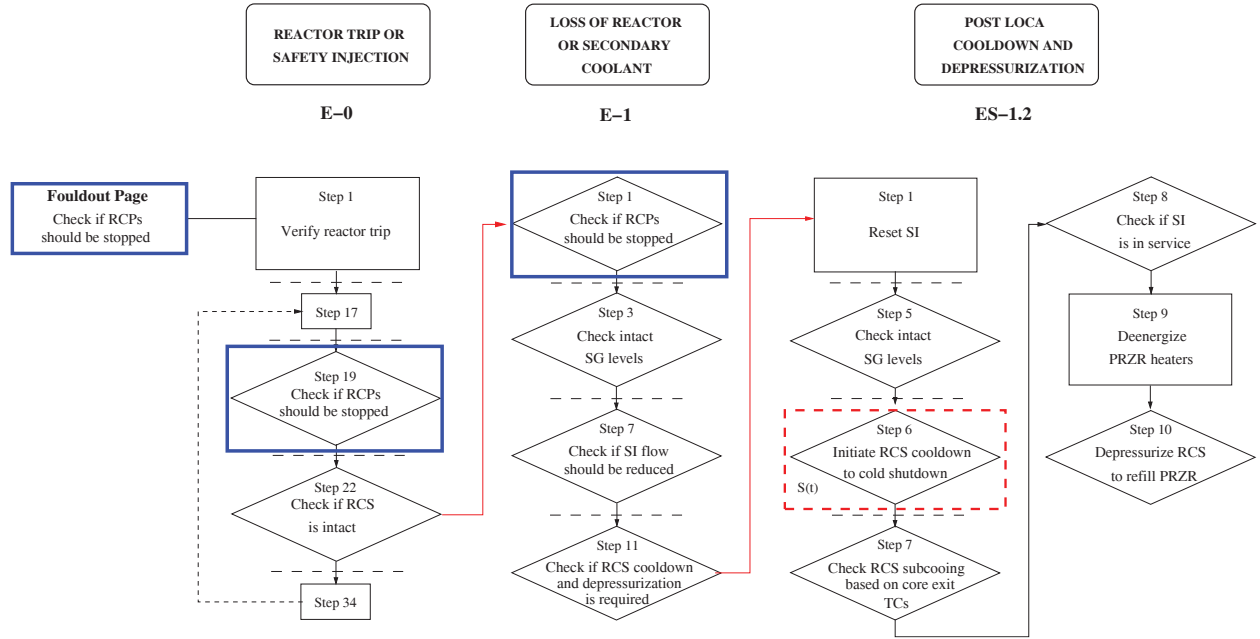 REACTOR TRIP OR
SAFETY INJECTION
E–0
LOSS OF REACTOR
OR SECONDARY
COOLANT
E–1
POST LOCA
COOLDOWN AND
DEPRESSURIZATION
ES–1.2
Fouldout Page
Check if RCPs
should be stopped
Step 1
Verify reactor trip
Step 17
Step 19
Check if RCPs
should be stopped
Step 22
Check if RCS
is intact
Step 34
Step 1
Check if RCPs
should be stopped
Step 3
Check intact
SG levels
Step 7
Check if SI flow
should be reduced
Step 11
Check if RCS cooldown
and depressurization
is required
Step 1
Reset SI
Step 5
Check intact
SG levels
Step 6
Initiate RCS cooldown
to cold shutdown
S(t)
Step 7
Check RCS subcooing
based on core exit
TCs
Step 8
Check if SI
is in service
Step 9
Deenergize
PRZR heaters
Step 10
Depressurize RCS
to refill PRZR